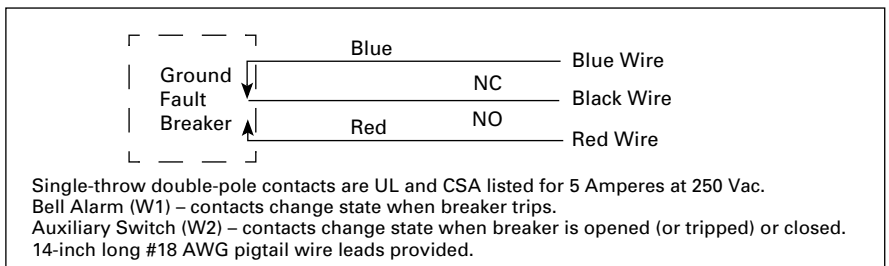 Blue
Blue Wire
Ground
Fault
Breaker
NC
Black Wire
NO
Red
Red Wire
Single-throw double-pole contacts are UL and CSA listed for 5 Amperes at 250 Vac.
Bell Alarm (W1) – contacts change state when breaker trips.
Auxiliary Switch (W2) – contacts change state when breaker is opened (or tripped) or closed.
14-inch long #18 AWG pigtail wire leads provided.